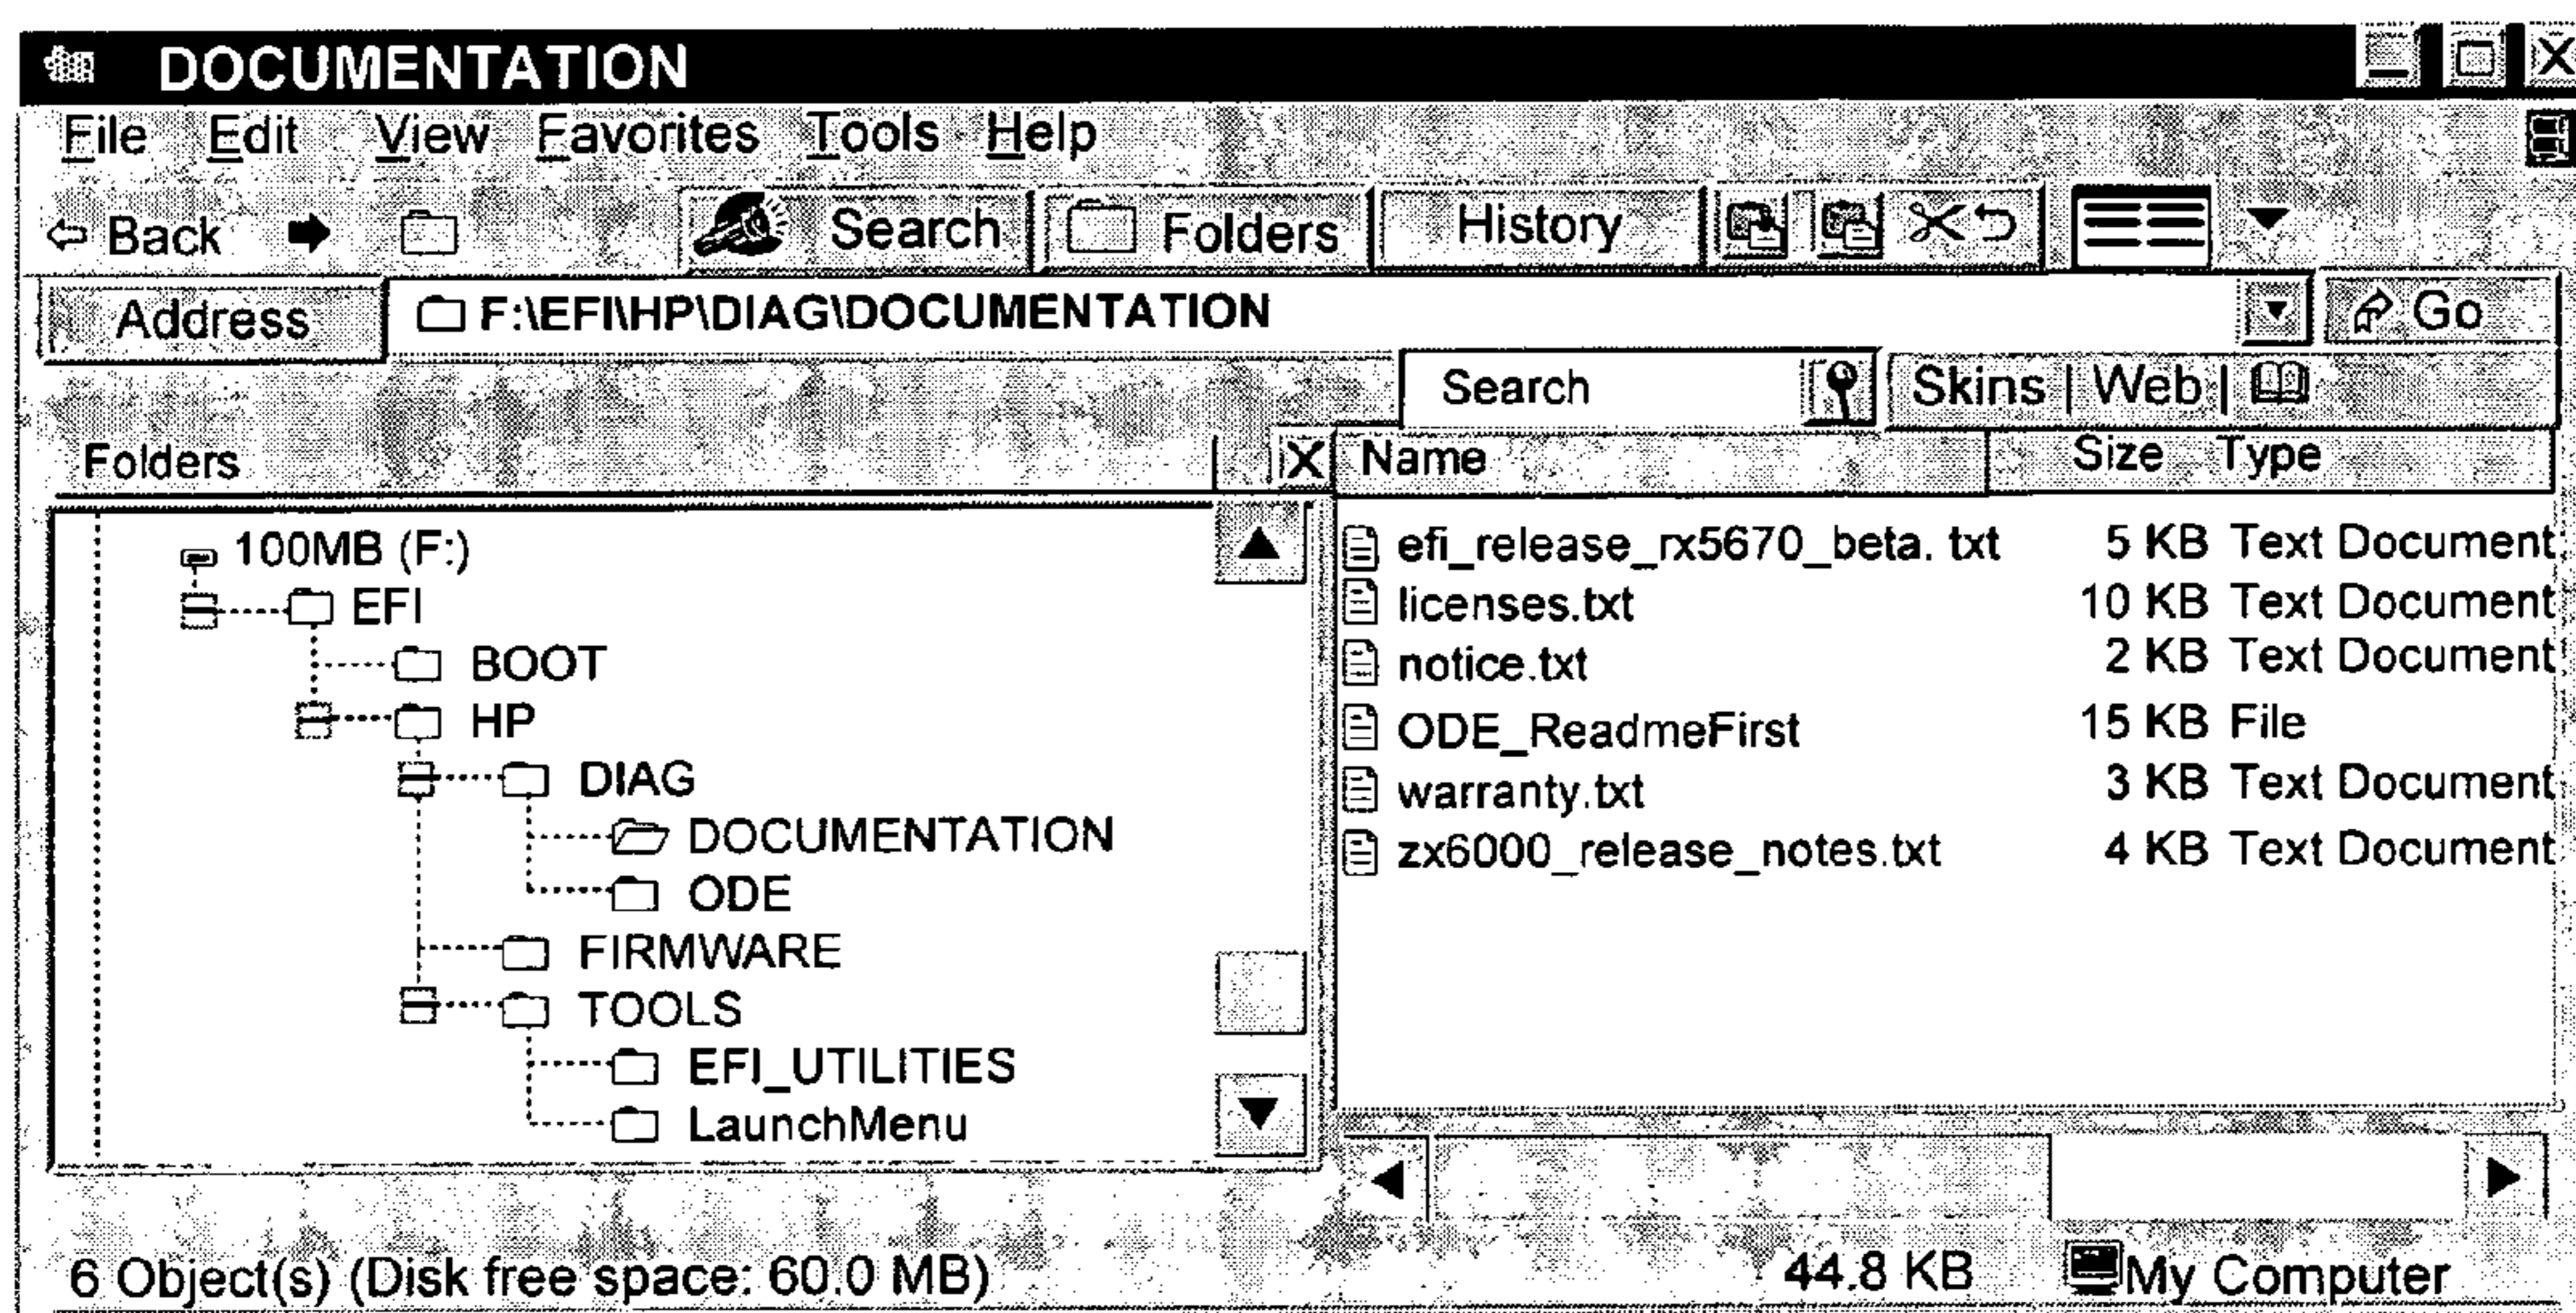 DOCUMENTATION
File Edit View Favorites Tools Help
Back Search Folders History
Address F:\EFI\HP\DIAG\DOCUMENTATION Go
Search Skins | Web |
Folders X Name Size Type
100MB (F:)
EFI
BOOT
HP
DIAG
DOCUMENTATION
ODE
FIRMWARE
TOOLS
EFI_UTILITIES
LaunchMenu
efi_release_rx5670_beta. txt 5 KB Text Document
licenses.txt 10 KB Text Document
notice.txt 2 KB Text Document
ODE_ReadmeFirst 15 KB File
warranty.txt 3 KB Text Document
zx6000_release_notes.txt 4 KB Text Document
6 Object(s) (Disk free space: 60.0 MB) 44.8 KB My Computer